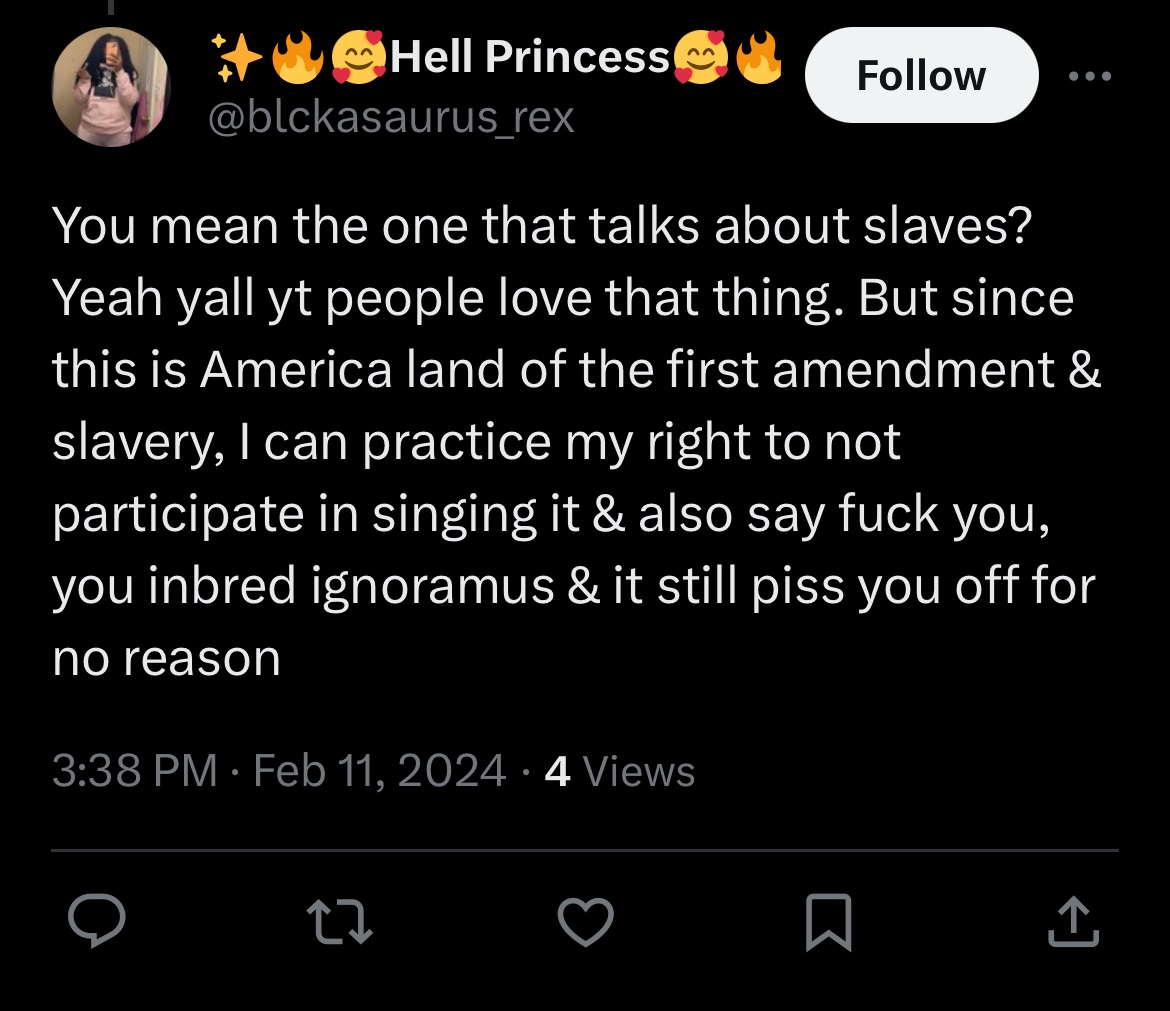 ✨🔥🥰Hell Princess🥰🔥
Follow
@blckasaurus_rex
You mean the one that talks about slaves?
Yeah yall yt people love that thing. But since
this is America land of the first amendment &
slavery, I can practice my right to not
participate in singing it & also say fuck you,
you inbred ignoramus & it still piss you off for
no reason
3:38 PM · Feb 11, 2024 · 4 Views